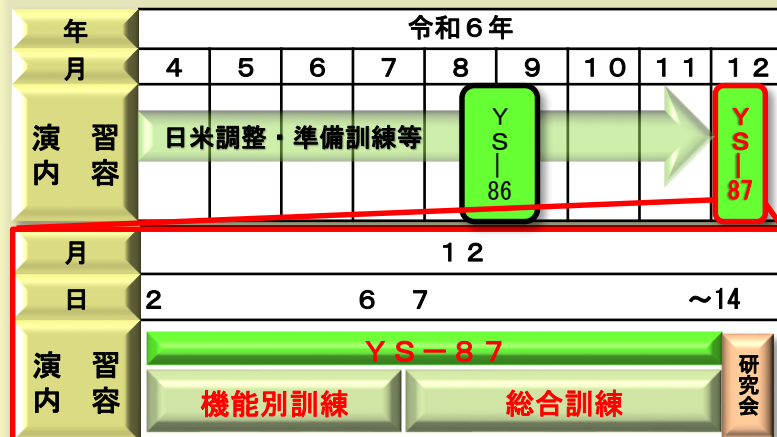 年 令和６年
月 ４ ５ ６ ７ ８ ９ １０ １１ １２
演習内容 日米調整・準備訓練等 ＹＳ－86 ＹＳ－87
月 １２
日 2 6 7 ～14
演習内容 ＹＳ－８７
機能別訓練 総合訓練 研究会